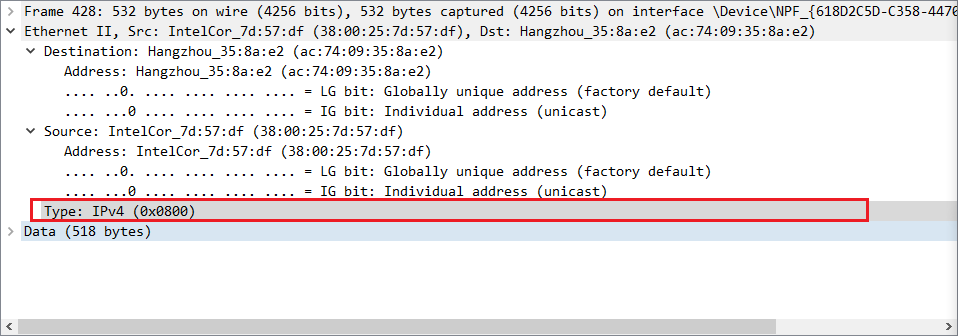 Frame 428: 532 bytes on wire (4256 bits), 532 bytes captured (4256 bits) on interface \Device\NPF_{618D2C5D-C358-4470
Ethernet II, Src: IntelCor_7d:57:df (38:00:25:7d:57:df), Dst: Hangzhou_35:8a:e2 (ac:74:09:35:8a:e2)
Destination: Hangzhou_35:8a:e2 (ac:74:09:35:8a:e2)
Address: Hangzhou_35:8a:e2 (ac:74:09:35:8a:e2)
.... ..0. .... .... .... .... = LG bit: Globally unique address (factory default)
.... ...0 .... .... .... .... = IG bit: Individual address (unicast)
Source: IntelCor_7d:57:df (38:00:25:7d:57:df)
Address: IntelCor_7d:57:df (38:00:25:7d:57:df)
.... ..0. .... .... .... .... = LG bit: Globally unique address (factory default)
.... ...0 .... .... .... .... = IG bit: Individual address (unicast)
Type: IPv4 (0x0800)
Data (518 bytes)